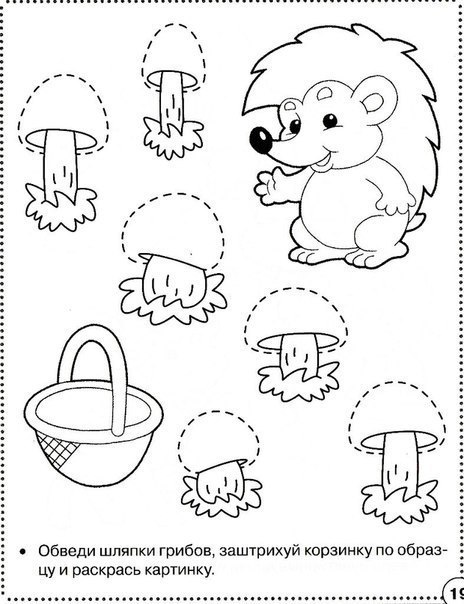 • Обведи шляпки грибов, заштрихуй корзинку по образ-
цу и раскрась картинку.
19